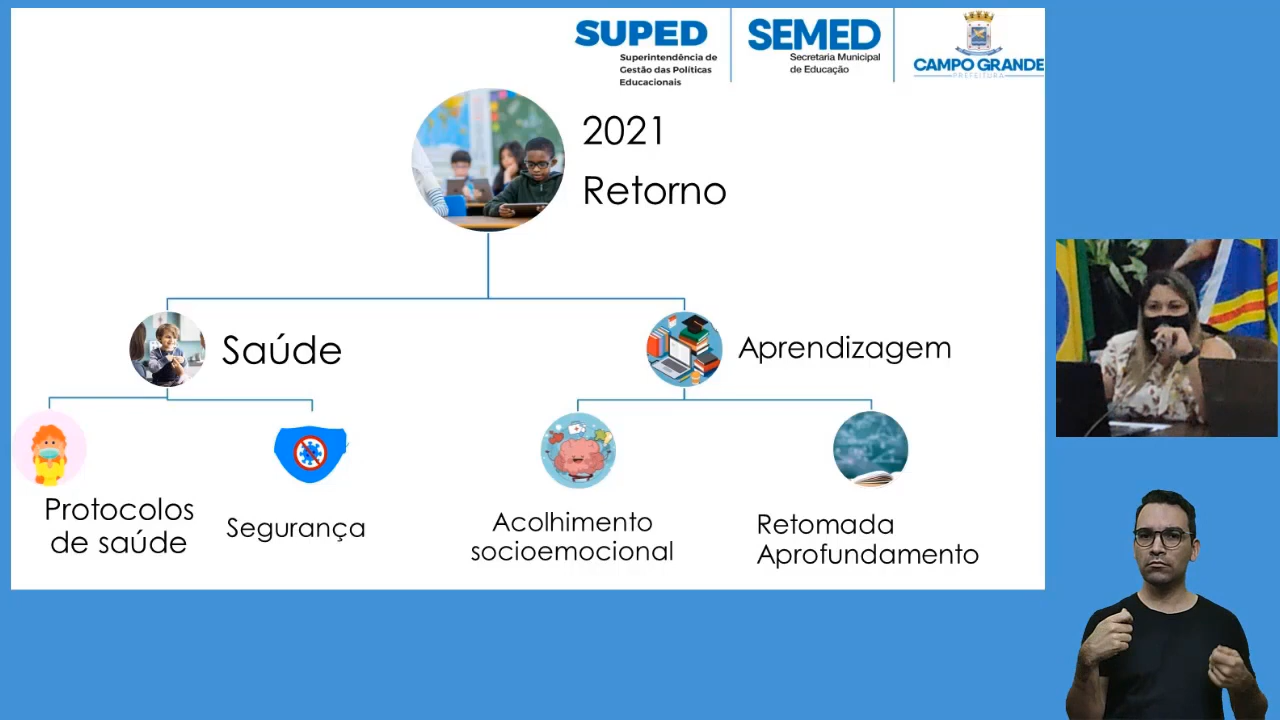 SUPED
Superintendência de
Gestão das Políticas
Educacionais
SEMED
Secretaria Municipal
de Educação
CAMPO GRANDE
PREFEITURA
2021
Retorno
Saúde
Aprendizagem
Protocolos
de saúde
Segurança
Acolhimento
socioemocional
Retomada
Aprofundamento